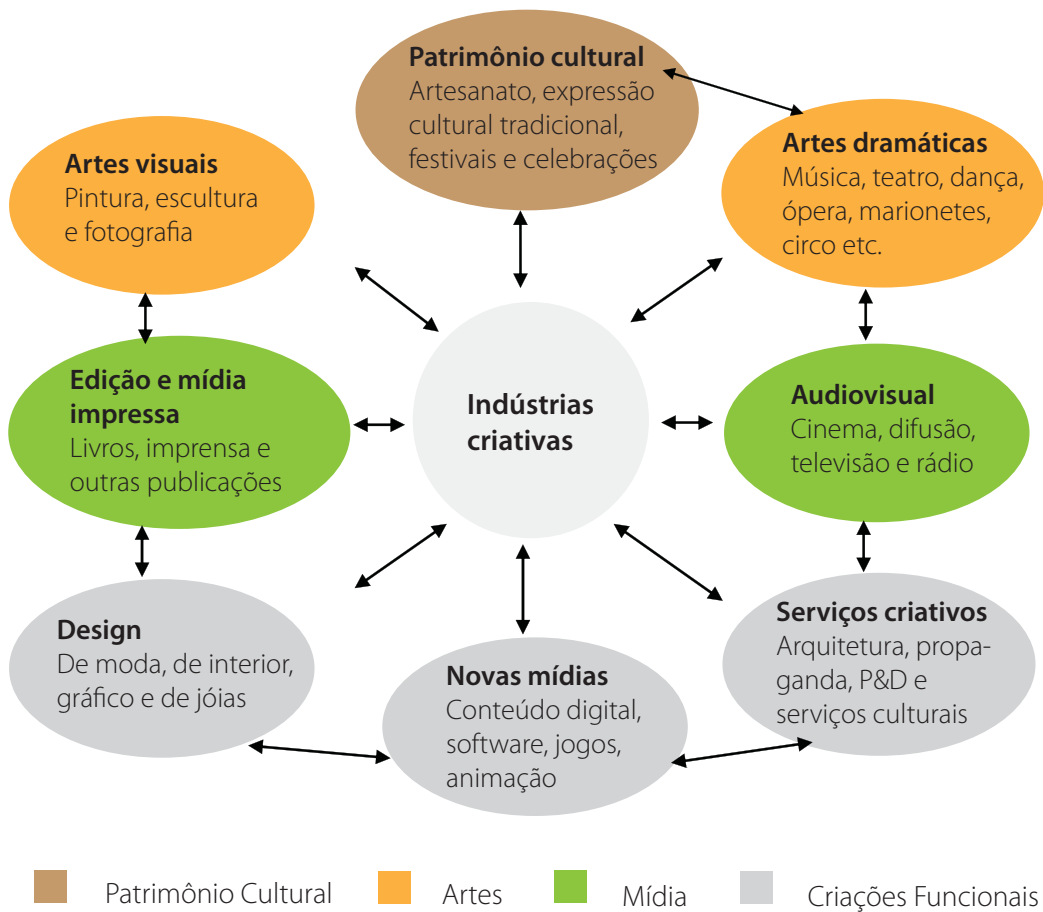 Patrimônio cultural
Artesanato, expressão
cultural tradicional,
festivais e celebrações
Artes visuais
Pintura, escultura
e fotografia
Artes dramáticas
Música, teatro, dança,
ópera, marionetes,
circo etc.
Edição e mídia
impressa
Livros, imprensa e
outras publicações
Indústrias
criativas
Audiovisual
Cinema, difusão,
televisão e rádio
Design
De moda, de interior,
gráfico e de jóias
Novas mídias
Conteúdo digital,
software, jogos,
animação
Serviços criativos
Arquitetura, propa-
ganda, P&D e
serviços culturais
Patrimônio Cultural
Artes
Mídia
Criações Funcionais